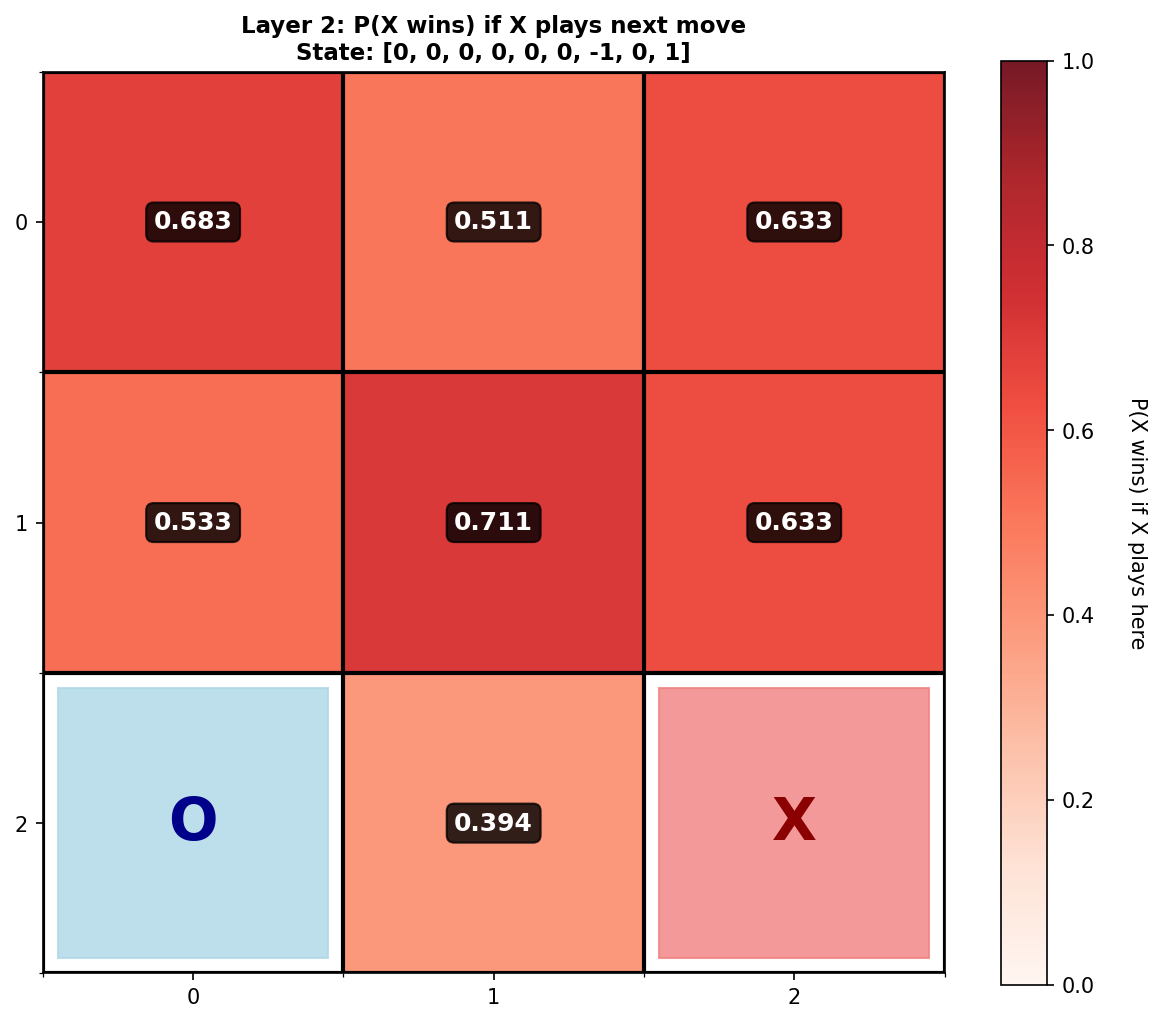 Layer 2: P(X wins) if X plays next move
State: [0, 0, 0, 0, 0, 0, -1, 0, 1]
0.683 0.511 0.633
0
0.533 0.711 0.633
1
O 0.394 X
2
0 1 2
1.0
0.8
0.6
0.4
0.2
0.0
P(X wins) if X plays here